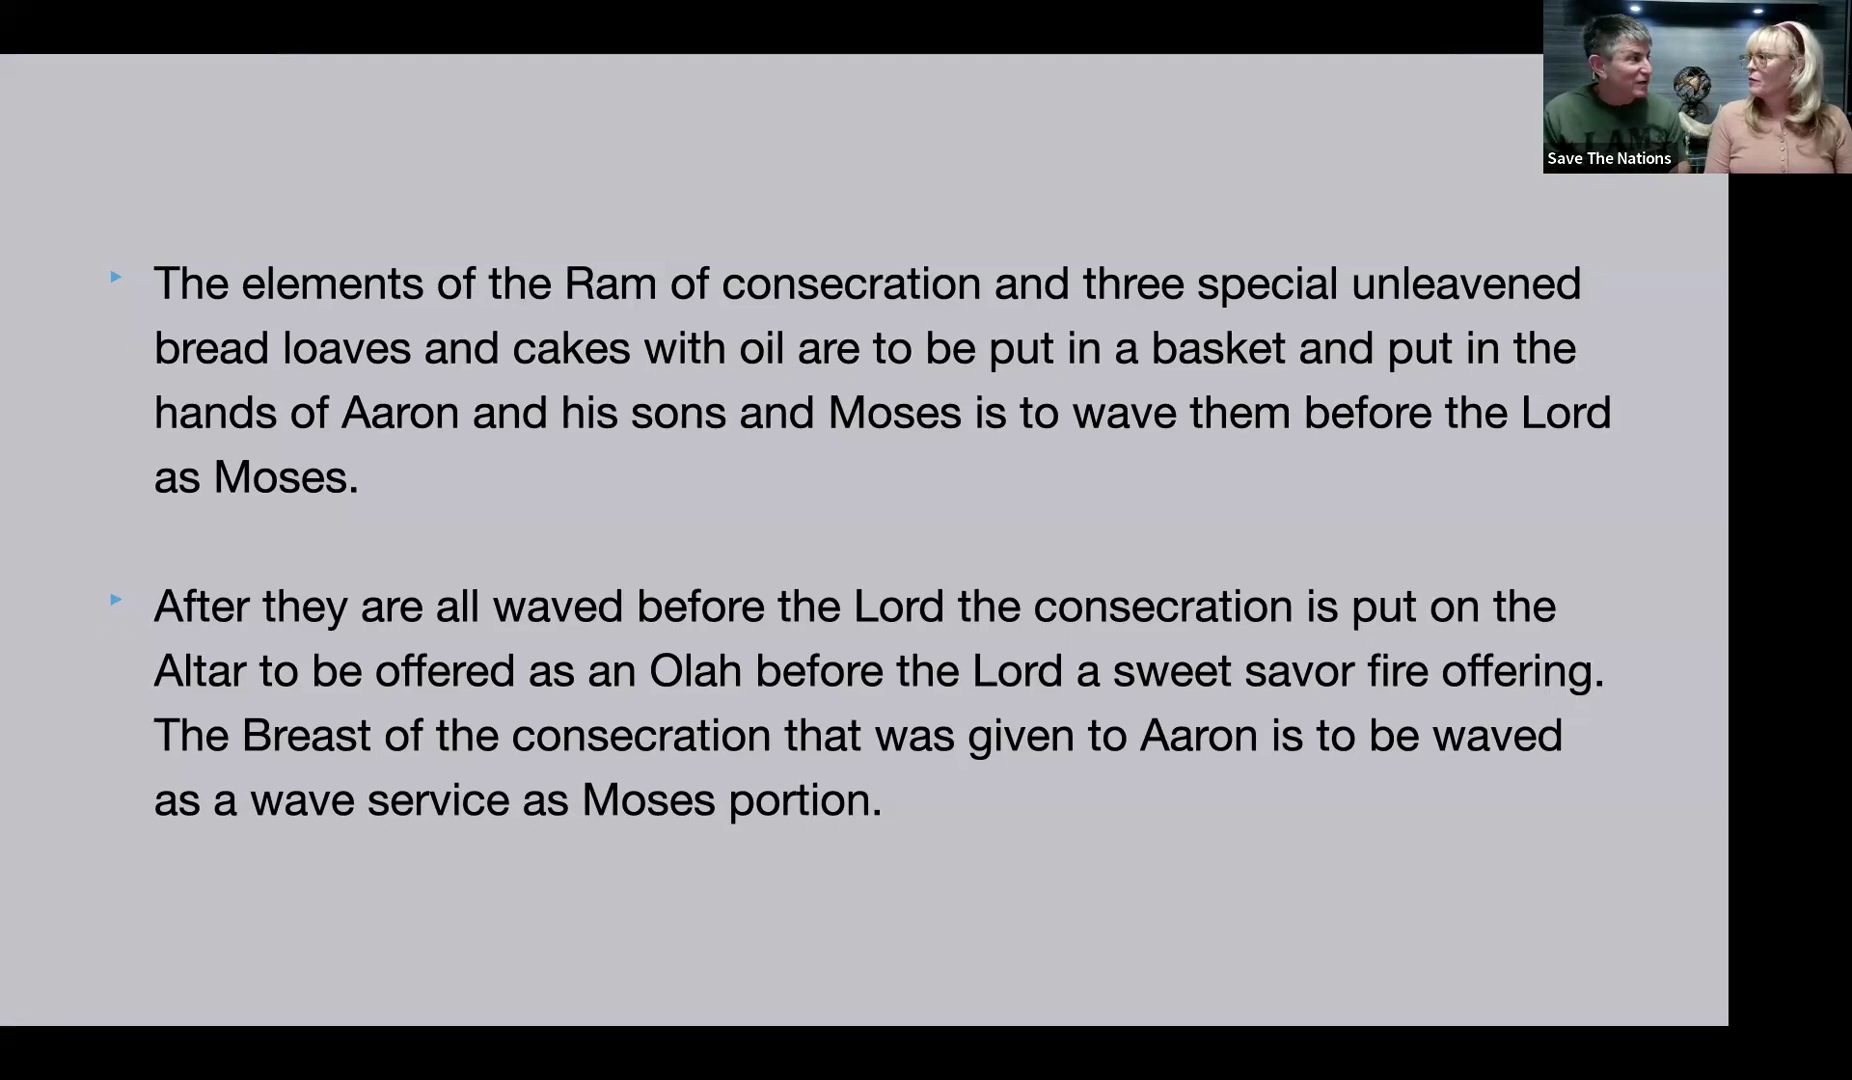 Save The Nations
The elements of the Ram of consecration and three special unleavened
bread loaves and cakes with oil are to be put in a basket and put in the
hands of Aaron and his sons and Moses is to wave them before the Lord
as Moses.
After they are all waved before the Lord the consecration is put on the
Altar to be offered as an Olah before the Lord a sweet savor fire offering.
The Breast of the consecration that was given to Aaron is to be waved
as a wave service as Moses portion.